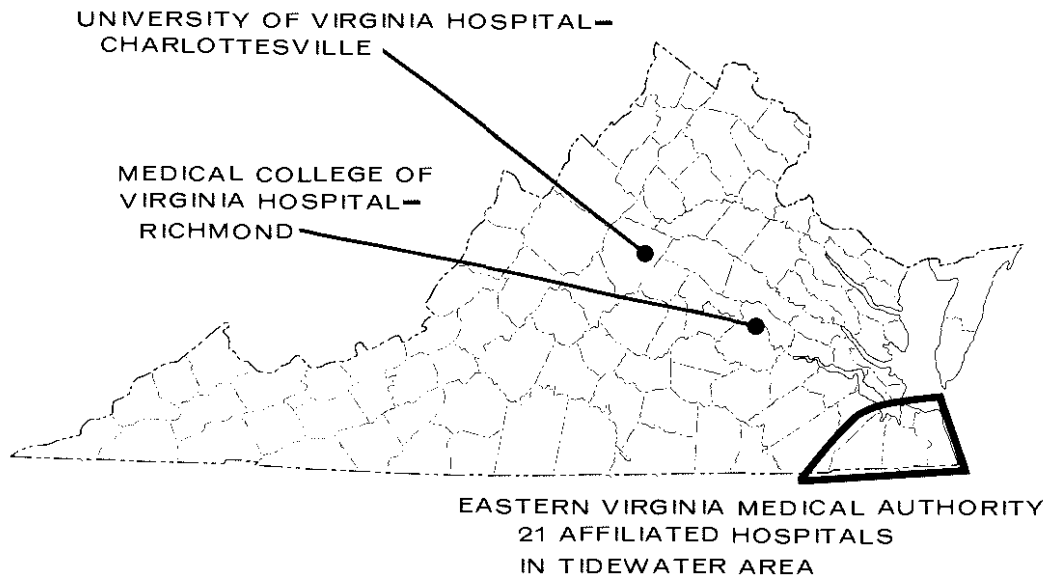 UNIVERSITY OF VIRGINIA HOSPITAL–
CHARLOTTESVILLE
MEDICAL COLLEGE OF
VIRGINIA HOSPITAL–
RICHMOND
EASTERN VIRGINIA MEDICAL AUTHORITY
21 AFFILIATED HOSPITALS
IN TIDEWATER AREA